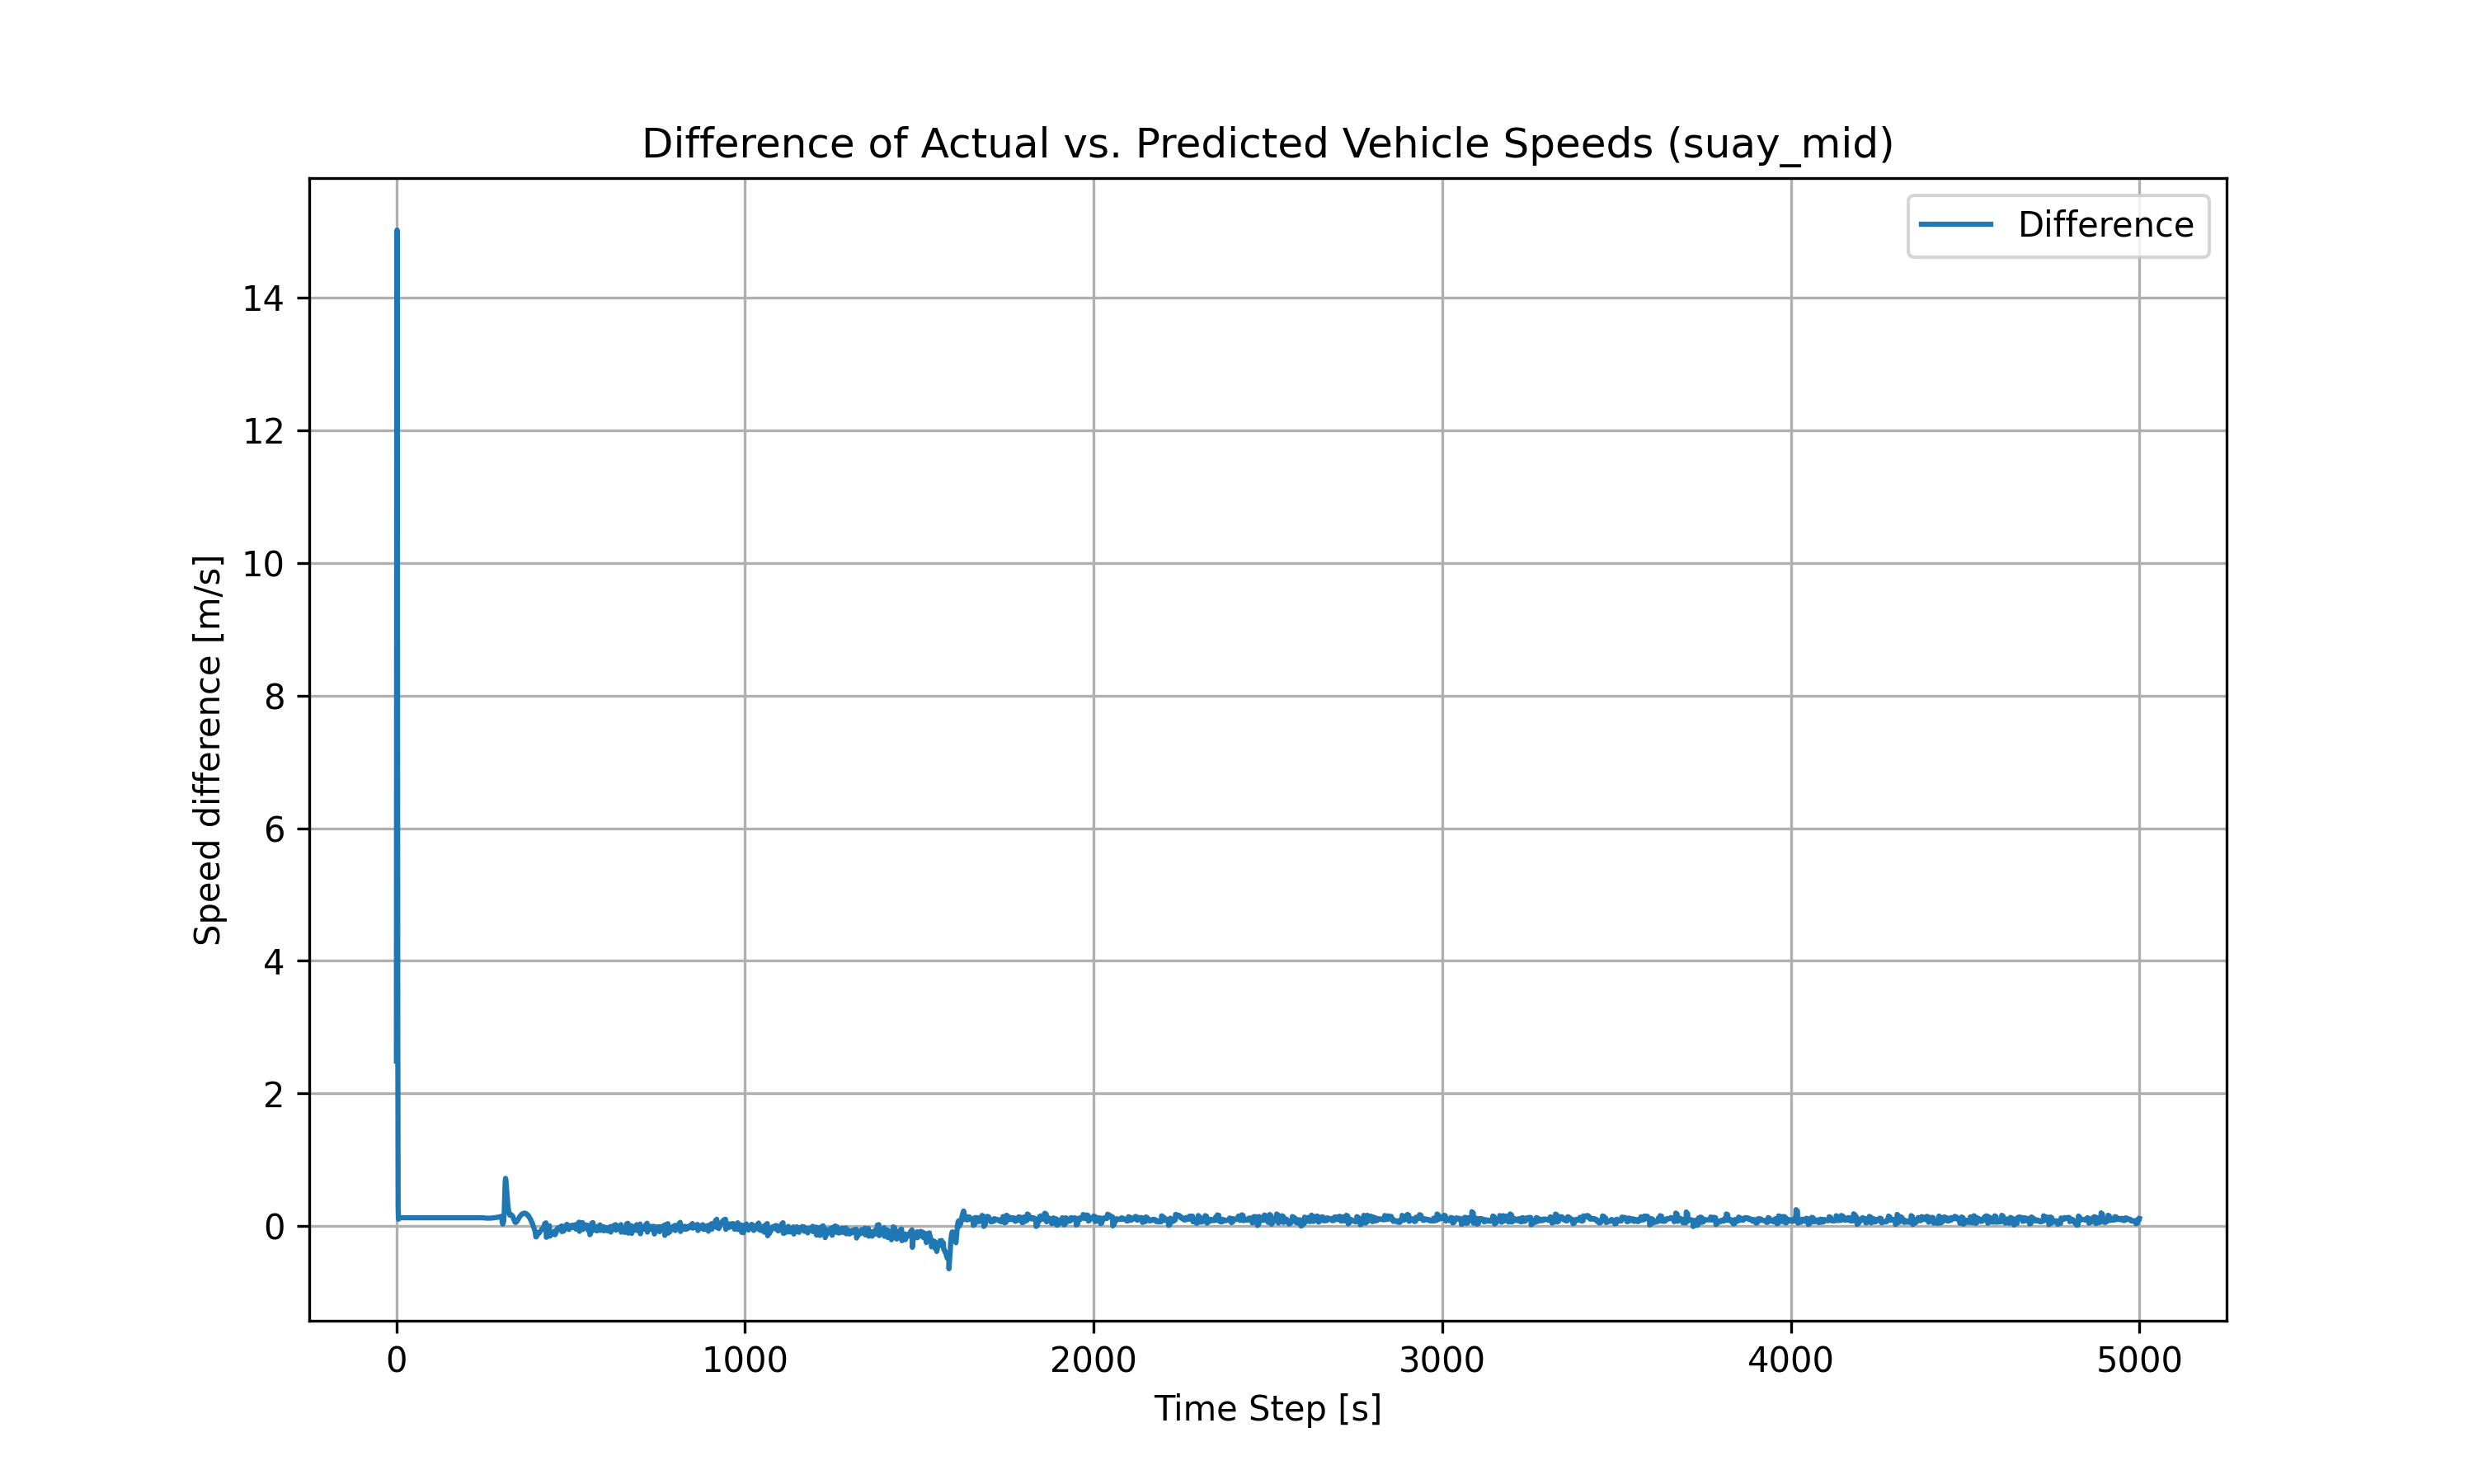 Difference of Actual vs. Predicted Vehicle Speeds (suay_mid)
Difference
14
12
10
8
6
4
2
0
Speed difference [m/s]
0 1000 2000 3000 4000 5000
Time Step [s]